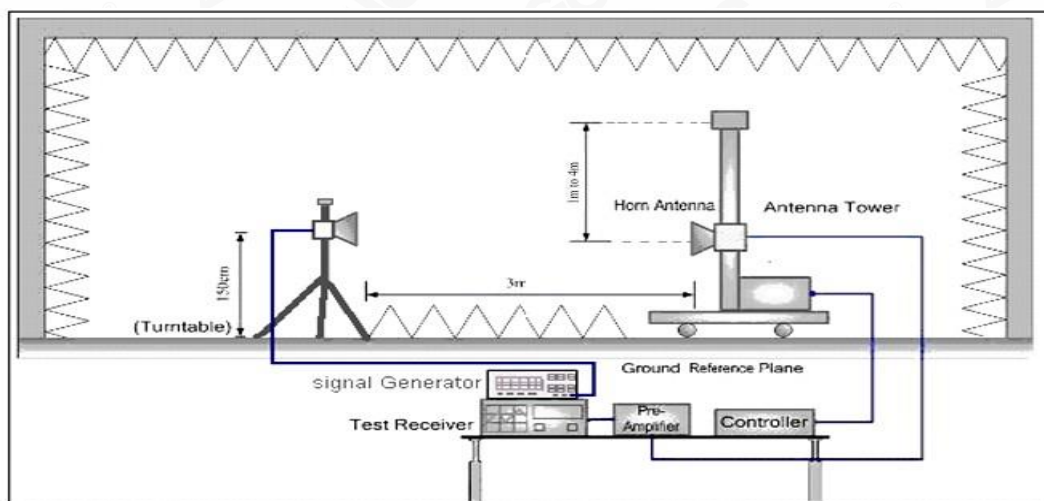 1m to 4m
Horn Antenna
Antenna Tower
150cm
3m
(Turntable)
Ground Reference Plane
signal Generator
Test Receiver
Pre-
Amplifier
Controller